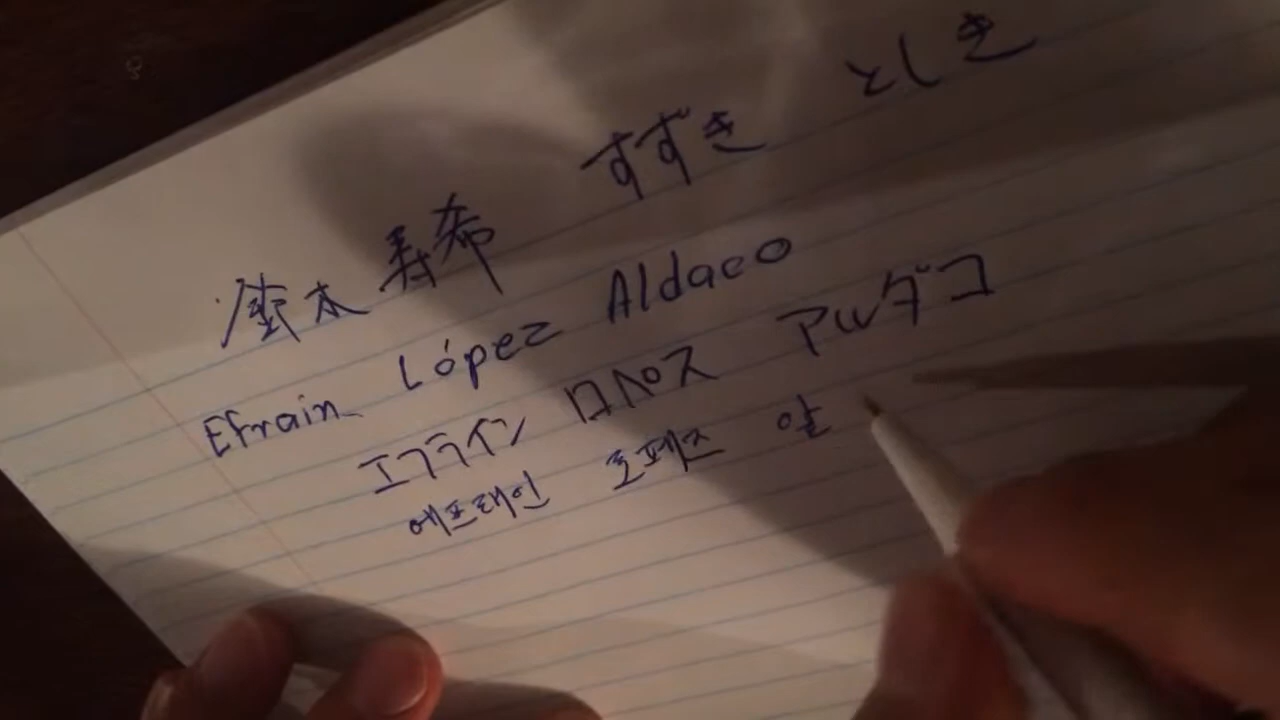 鈴木 寿希 すずき としき
Efrain López Aldaco
エフライン ロペス アルダコ
에프래인 로페즈 알